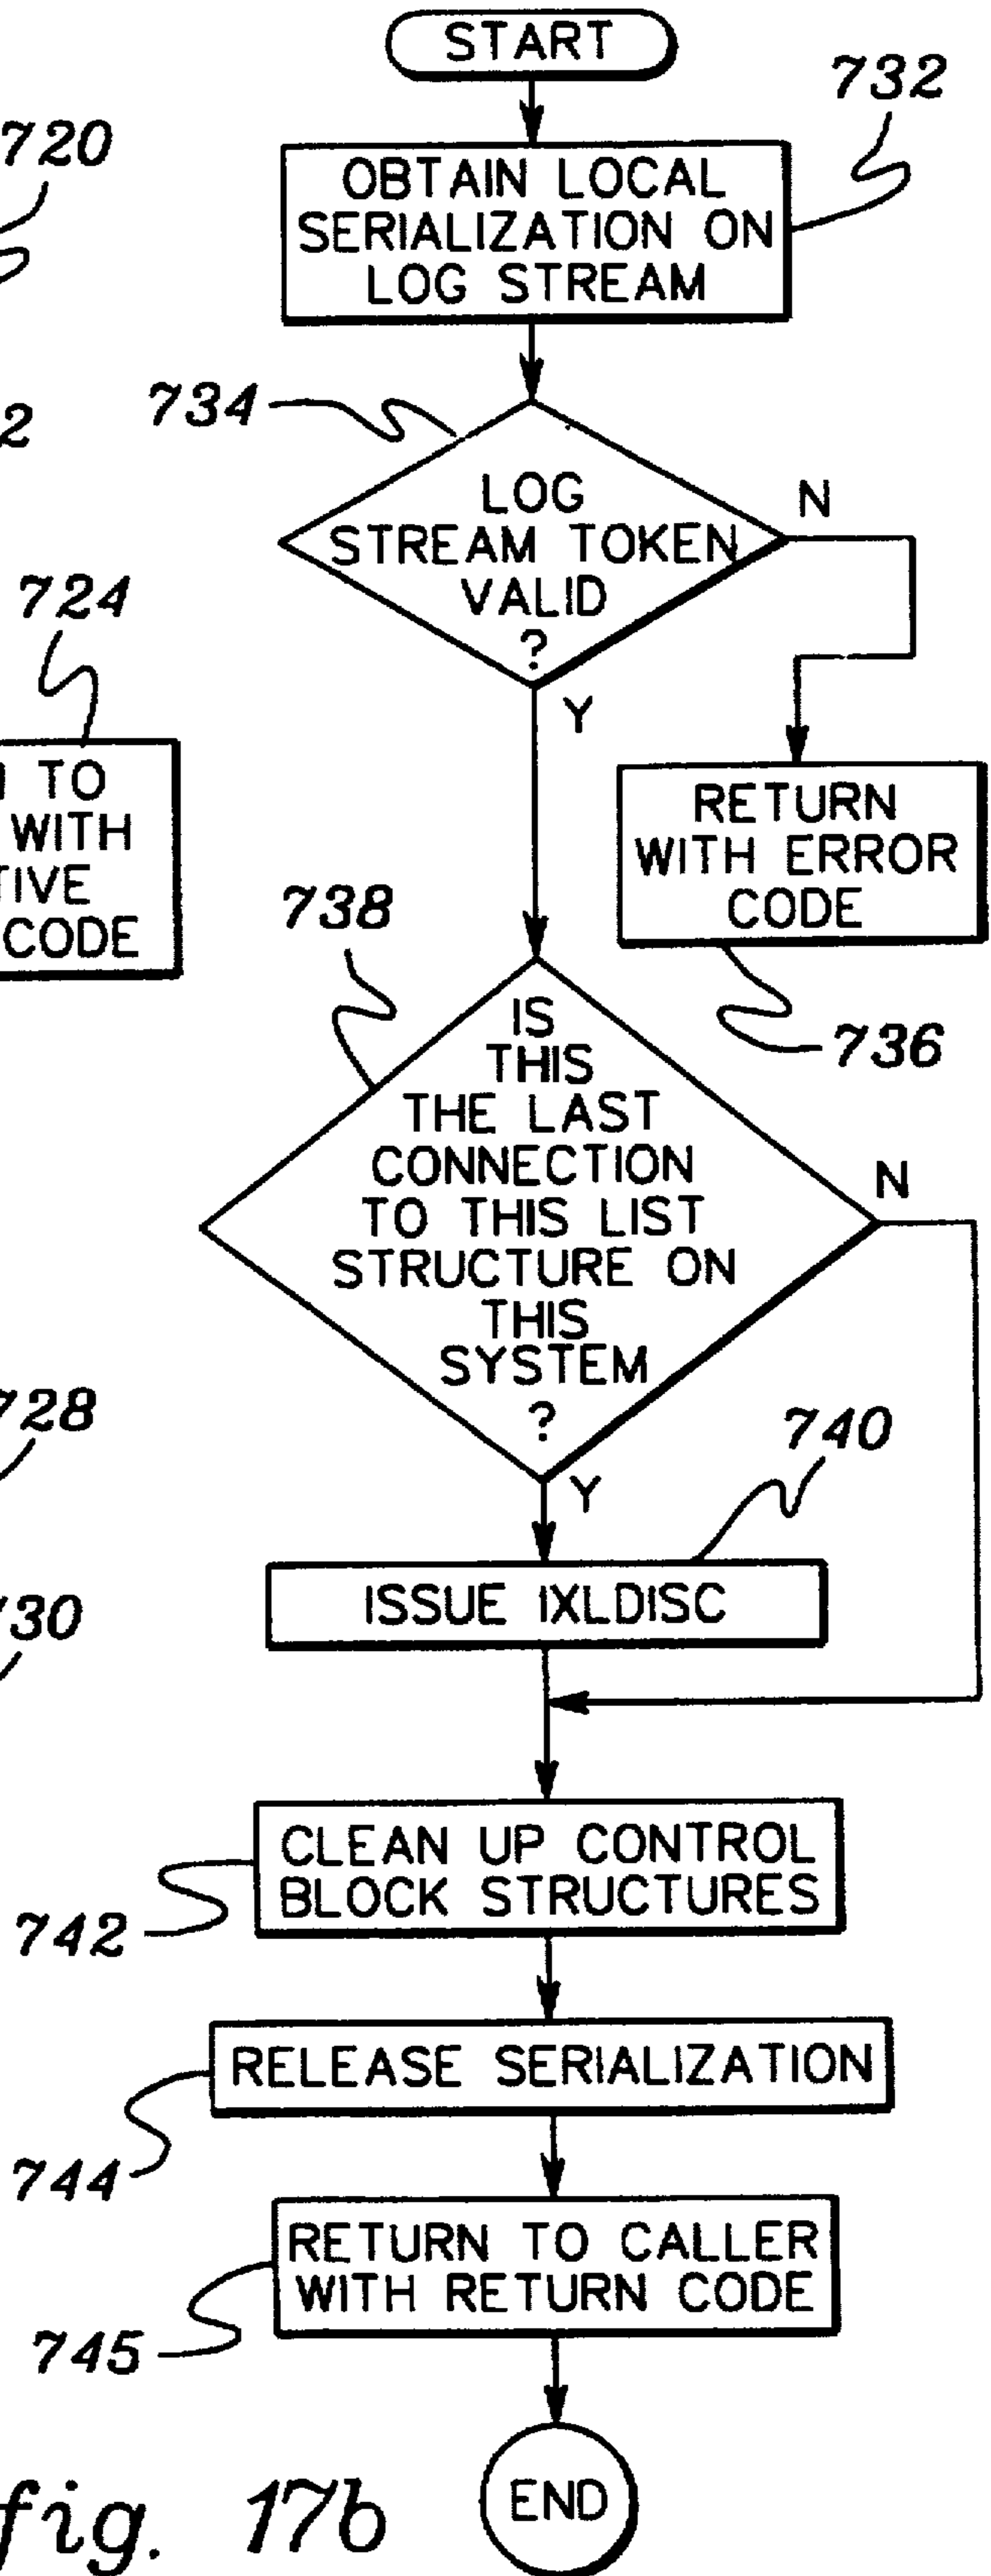 START
732
720
OBTAIN LOCAL
SERIALIZATION ON
LOG STREAM
734
2
LOG
STREAM TOKEN
VALID
?
N
Y
724
TO
WITH
TIVE
CODE
RETURN
WITH ERROR
CODE
736
738
IS
THIS
THE LAST
CONNECTION
TO THIS LIST
STRUCTURE ON
THIS
SYSTEM
?
N
Y
728
740
ISSUE IXLDISC
730
CLEAN UP CONTROL
BLOCK STRUCTURES
742
RELEASE SERIALIZATION
744
RETURN TO CALLER
WITH RETURN CODE
745
END
fig. 17b